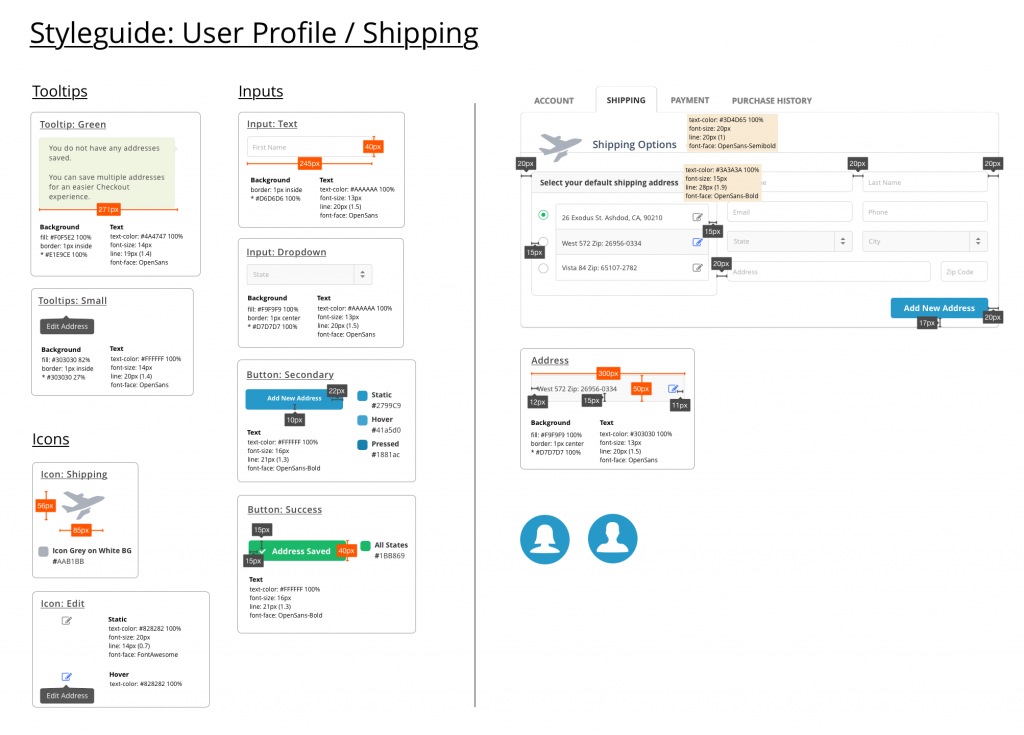 Styleguide: User Profile / Shipping
Tooltips
Tooltip: Green
You do not have any addresses
saved.
You can save multiple addresses
for an easier Checkout
experience.
271px
Background
fill: #F0F5E2 100%
border: 1px inside
* #E1E9CE 100%
Text
text-color: #4A4747 100%
font-size: 14px
line: 19px (1.4)
font-face: OpenSans
Tooltips: Small
Edit Address
Background
fill: #303030 82%
border: 1px inside
* #303030 27%
Text
text-color: #FFFFFF 100%
font-size: 14px
line: 20px (1.4)
font-face: OpenSans
Icons
Icon: Shipping
56px
85px
Icon Grey on White BG
#AAB1BB
Icon: Edit
Static
text-color: #828282 100%
font-size: 20px
line: 14px (0.7)
font-face: FontAwesome
Hover
text-color: #828282 100%
Edit Address
Inputs
Input: Text
First Name
40px
245px
Background
border: 1px inside
* #D6D6D6 100%
Text
text-color: #AAAAAA 100%
font-size: 13px
line: 20px (1.5)
font-face: OpenSans
Input: Dropdown
State
Background
fill: #F9F9F9 100%
border: 1px center
* #D7D7D7 100%
Text
text-color: #AAAAAA 100%
font-size: 13px
line: 20px (1.5)
font-face: OpenSans
Button: Secondary
Add New Address
22px
10px
Static
#2799C9
Hover
#41a5d0
Pressed
#1881ac
Text
text-color: #FFFFFF 100%
font-size: 16px
line: 21px (1.3)
font-face: OpenSans-Bold
Button: Success
15px
Address Saved
40px
15px
All States
#1BB869
Text
text-color: #FFFFFF 100%
font-size: 16px
line: 21px (1.3)
font-face: OpenSans-Bold
ACCOUNT
SHIPPING
PAYMENT
PURCHASE HISTORY
text-color: #3D4D65 100%
font-size: 20px
line: 20px (1)
font-face: OpenSans-Semibold
Shipping Options
20px
20px
20px
text-color: #3A3A3A 100%
font-size: 15px
line: 28px (1.9)
font-face: OpenSans-Bold
Select your default shipping address
Last Name
26 Exodus St. Ashdod, CA, 90210
Email
Phone
15px
West 572 Zip: 26956-0334
State
City
15px
Vista 84 Zip: 65107-2782
20px
Address
Zip Code
Add New Address
20px
17px
Address
300px
West 572 Zip: 26956-0334
50px
12px
15px
11px
Background
fill: #F9F9F9 100%
border: 1px center
* #D7D7D7 100%
Text
text-color: #303030 100%
font-size: 13px
line: 20px (1.5)
font-face: OpenSans